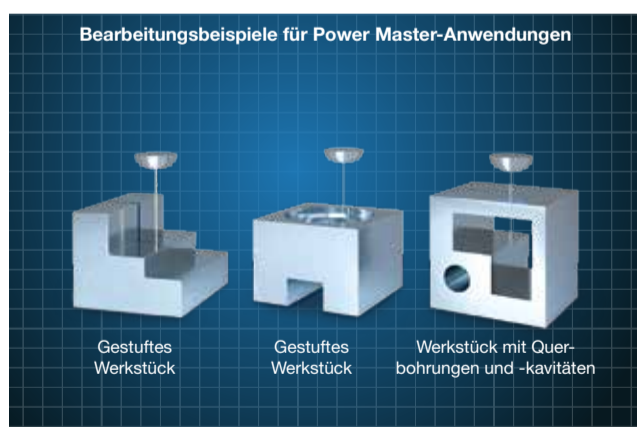 Bearbeitungsbeispiele für Power Master-Anwendungen
Gestuftes
Werkstück
Gestuftes
Werkstück
Werkstück mit Quer-
bohrungen und -kavitäten